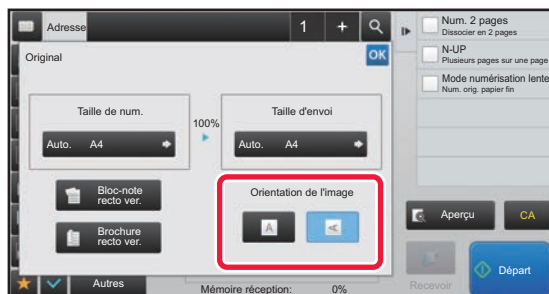 Adresse
1
+
Original
OK
Taille de num.
100%
Taille d'envoi
Auto. A4
Auto. A4
Bloc-note
recto ver.
Brochure
recto ver.
Orientation de l'image
A
A
Autres
Mémoire réception: 0%
Num. 2 pages
Dissocier en 2 pages
N-UP
Plusieurs pages sur une page
Mode numérisation lente
Num. orig. papier fin
Aperçu
CA
Recevoir
Départ